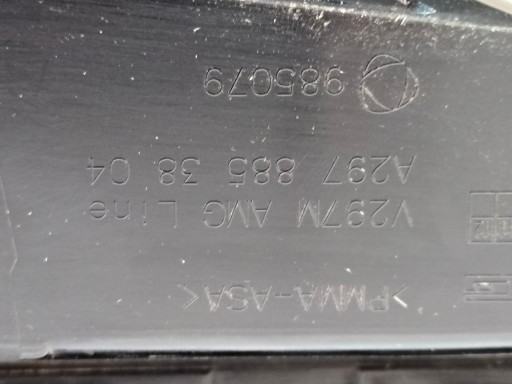 >PMMA-ASA<
V297M AMG Line
A297 885 38 04
985079